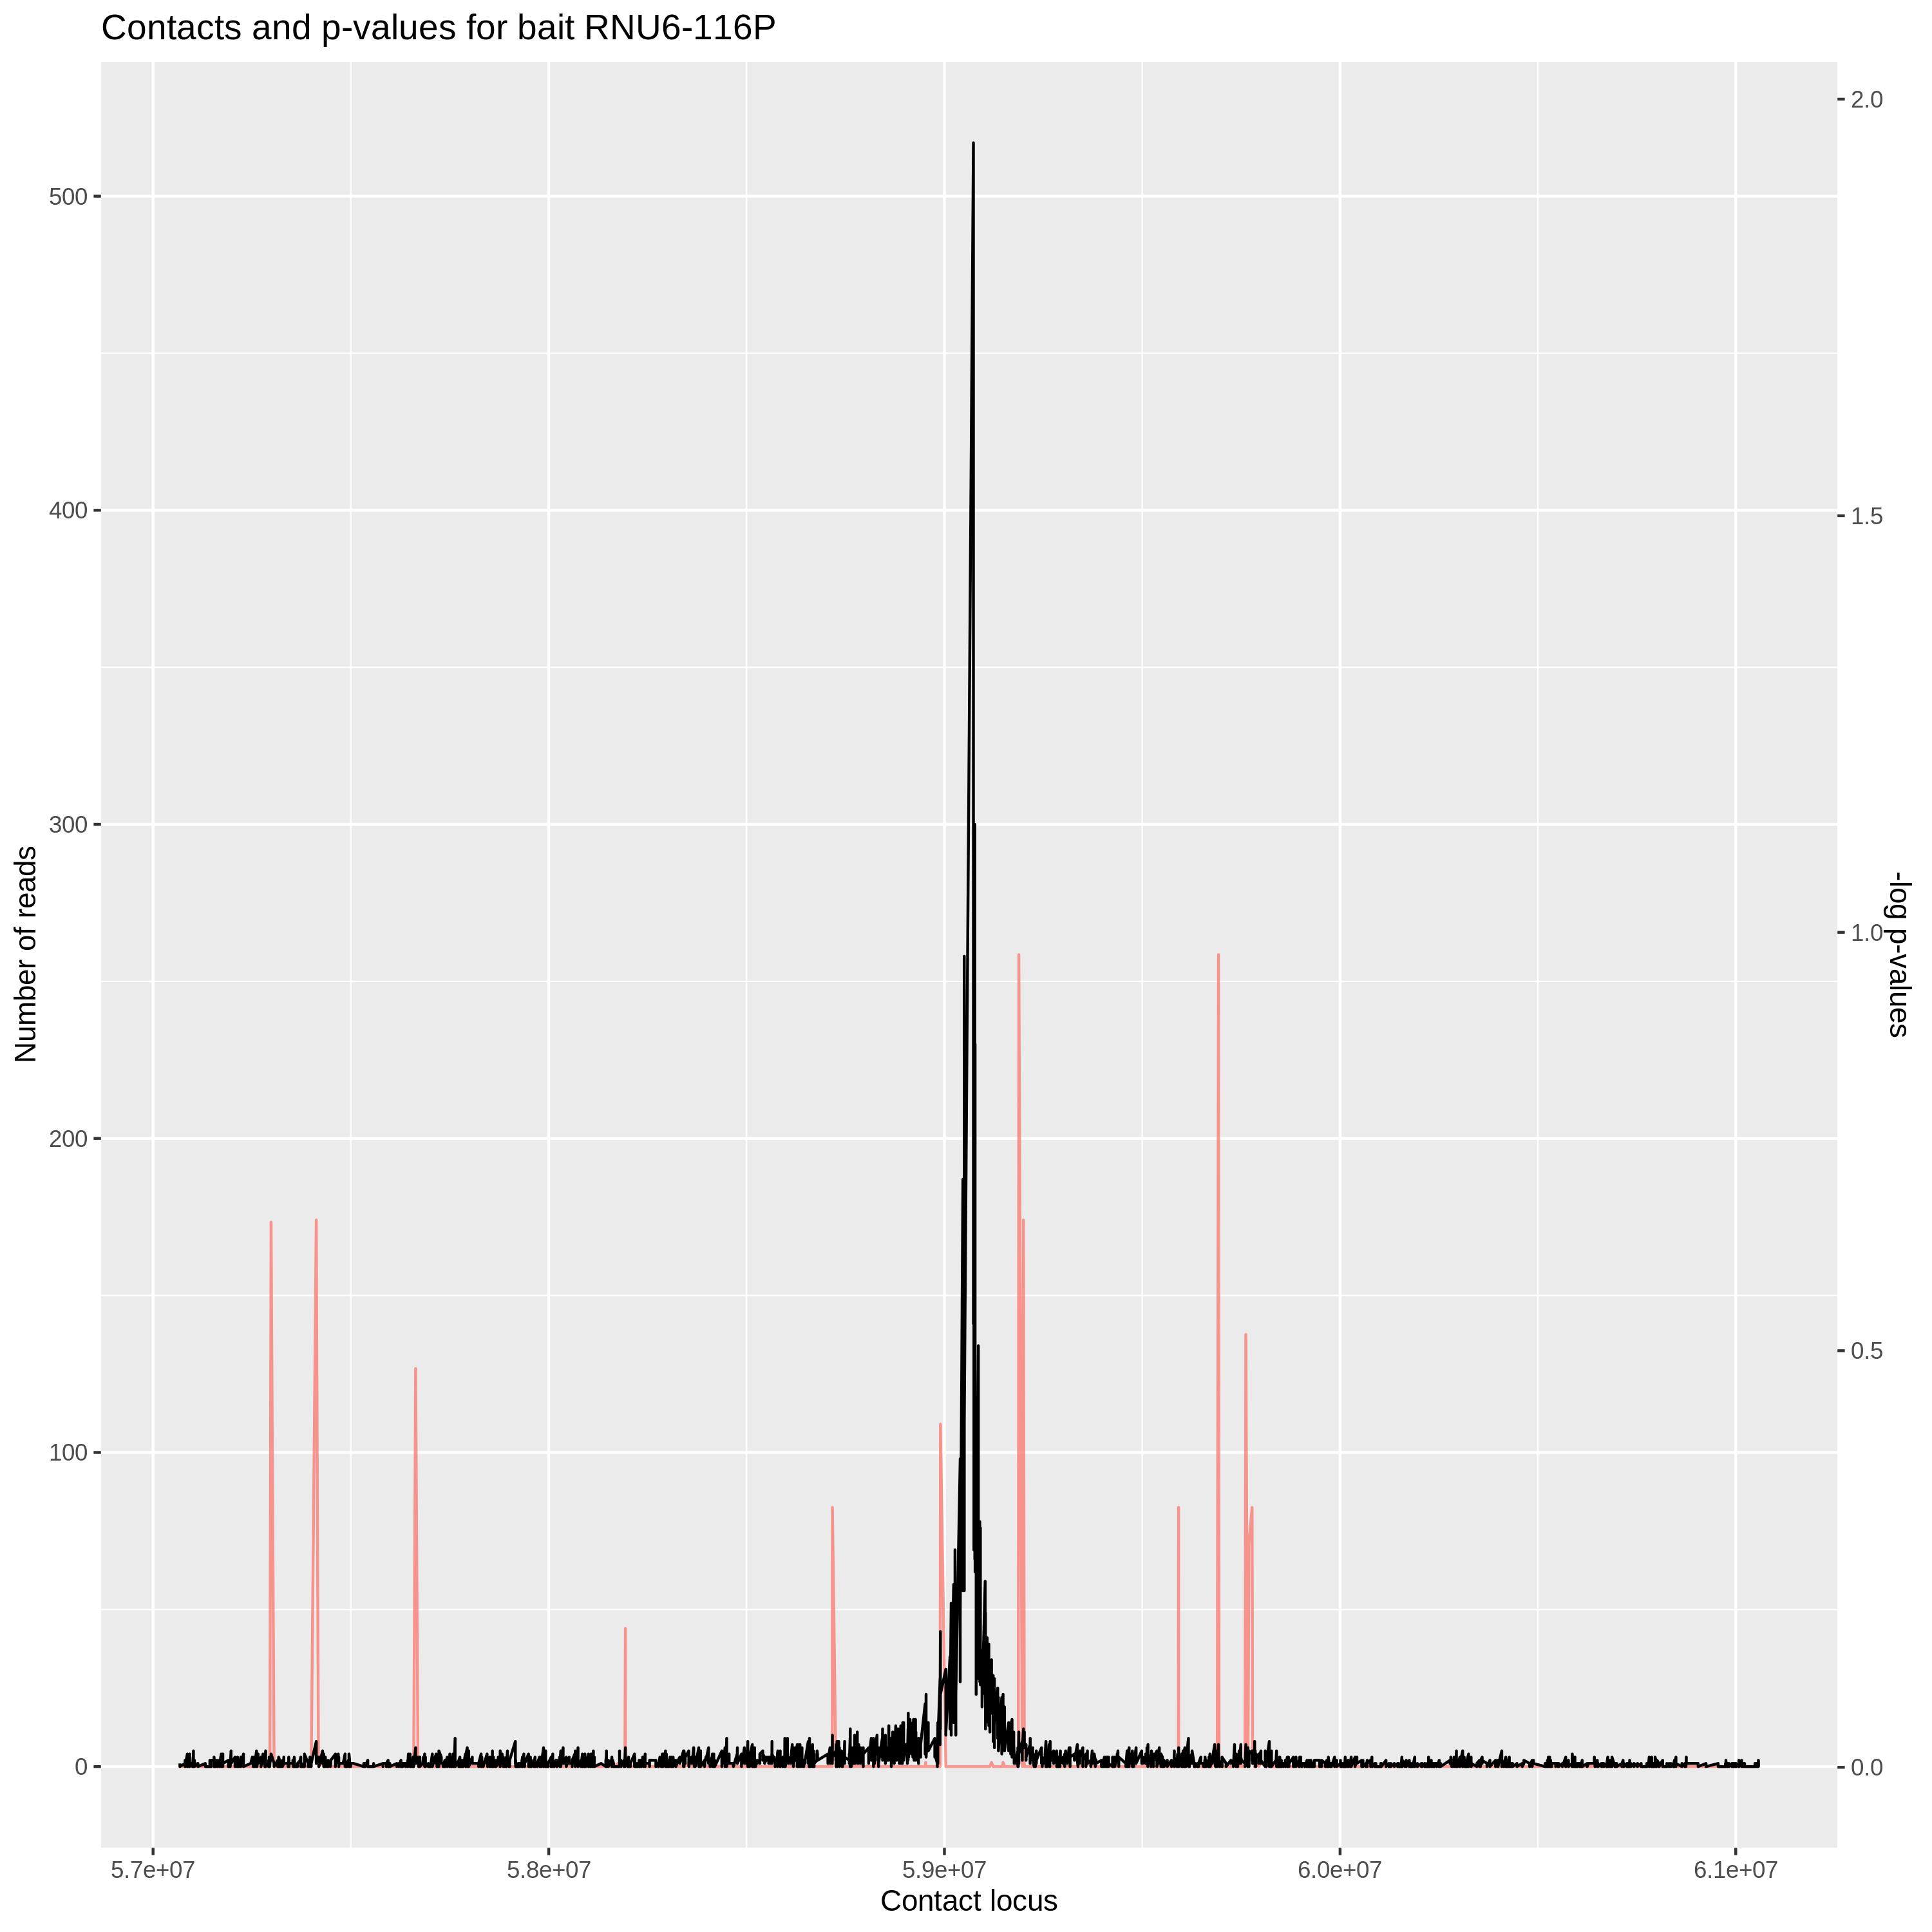 Contacts and p-values for bait RNU6-116P
Number of reads
500
400
300
200
100
0
2.0
1.5
1.0
0.5
0.0
-log p-values
5.7e+07 5.8e+07 5.9e+07 6.0e+07 6.1e+07
Contact locus